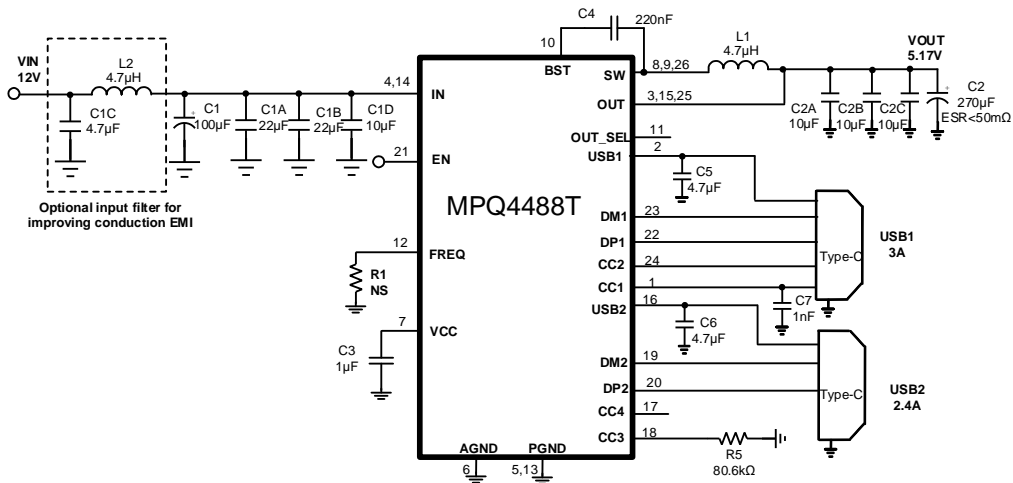 C4
220nF
10
BST
VIN
12V
L2
4.7µH
C1C
4.7µF
C1
100µF
C1A
22µF
C1B
22µF
C1D
10µF
4,14
IN
21
EN
Optional input filter for
improving conduction EMI
12
FREQ
R1
NS
7
VCC
C3
1µF
MPQ4488T
AGND
6
PGND
5,13
SW
8,9,26
L1
4.7µH
VOUT
5.17V
OUT
3,15,25
C2A
10µF
C2B
10µF
C2C
10µF
C2
270µF
ESR<50mΩ
OUT_SEL
11
USB1
2
C5
4.7µF
DM1
23
DP1
22
CC2
24
CC1
1
Type-C
USB1
3A
C7
1nF
USB2
16
C6
4.7µF
DM2
19
DP2
20
CC4
17
CC3
18
Type-C
USB2
2.4A
R5
80.6kΩ